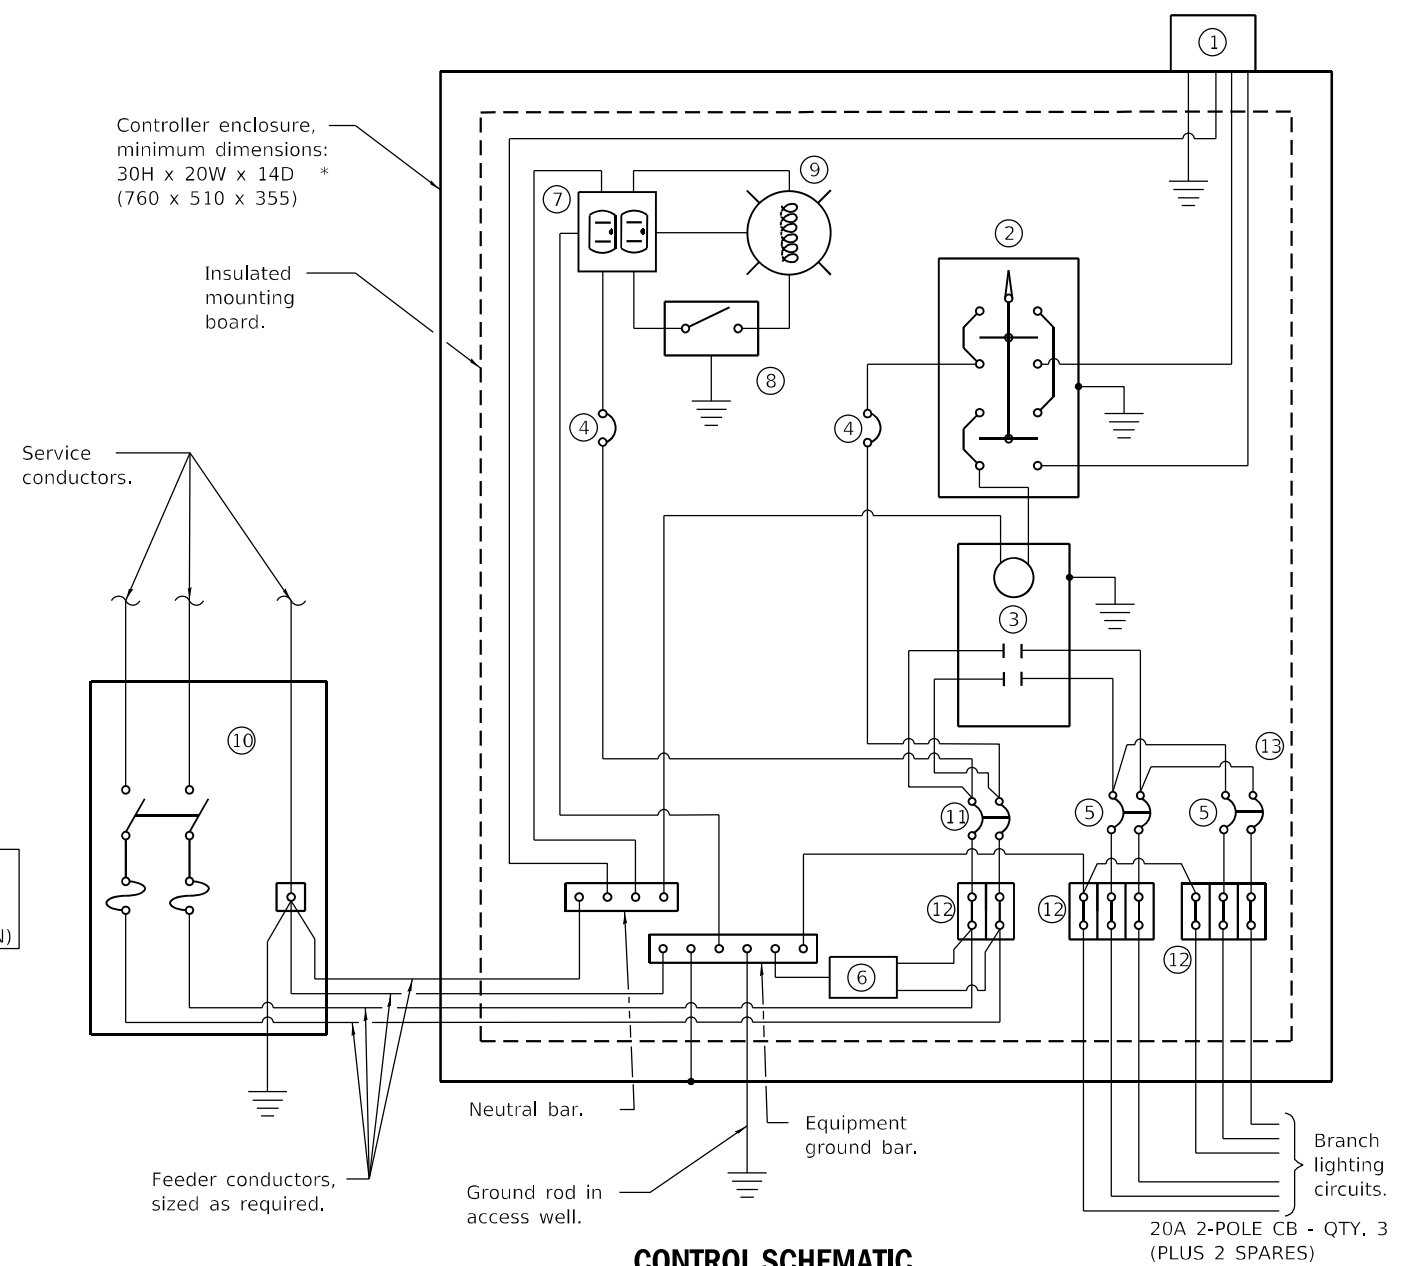 1
Controller enclosure,
minimum dimensions:
30H x 20W x 14D *
(760 x 510 x 355)
9
7
2
Insulated
mounting
board.
8
4
4
Service
conductors.
3
10
13
11
5
5
12
12
12
6
N)
Neutral bar.
Equipment
ground bar.
Feeder conductors,
sized as required.
Ground rod in
access well.
Branch
lighting
circuits.
20A 2-POLE CB - QTY. 3
(PLUS 2 SPARES)
CONTROL SCHEMATIC